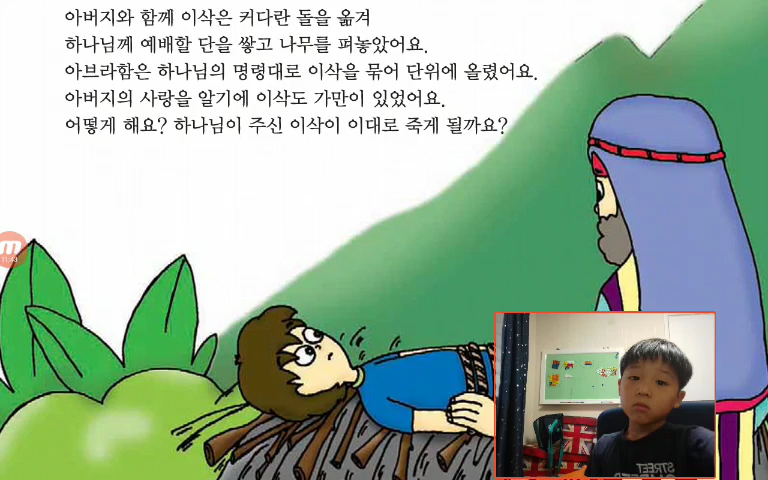 아버지와 함께 이삭은 커다란 돌을 옮겨
하나님께 예배할 단을 쌓고 나무를 펴놓았어요.
아브라함은 하나님의 명령대로 이삭을 묶어 단위에 올렸어요.
아버지의 사랑을 알기에 이삭도 가만이 있었어요.
어떻게 해요? 하나님이 주신 이삭이 이대로 죽게 될까요?
11:43
STREET